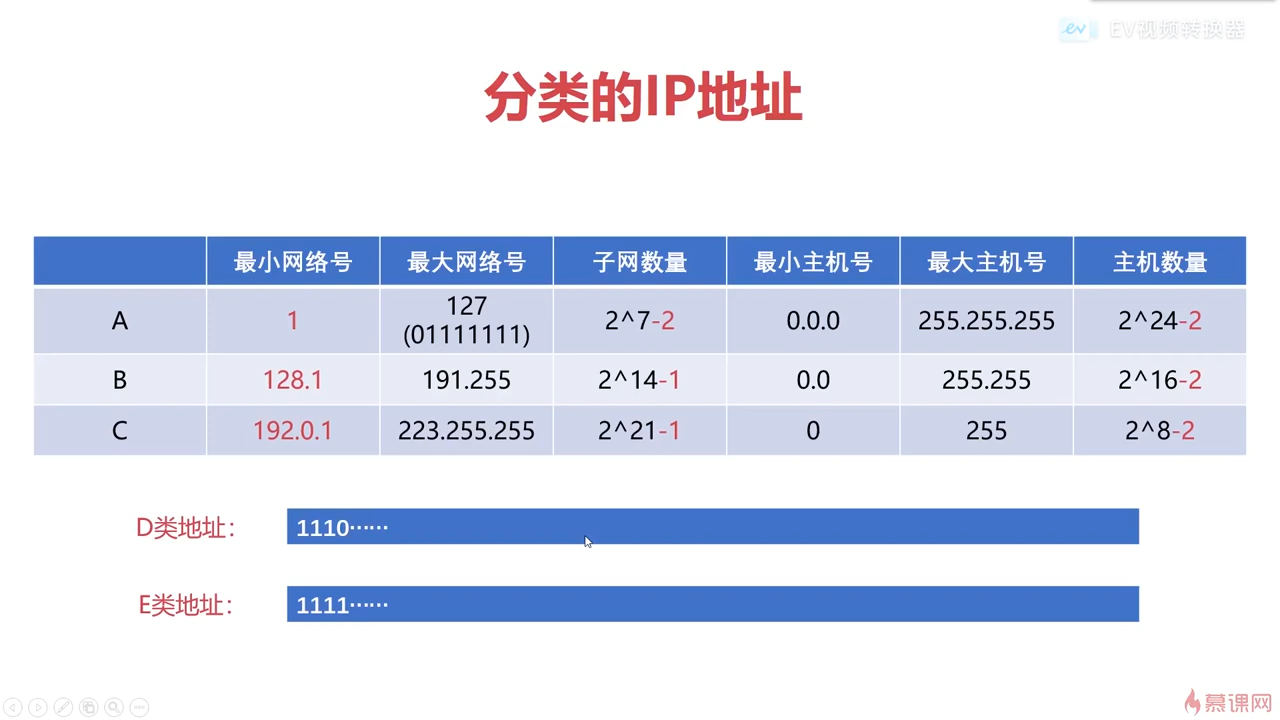 EV视频转换器
分类的IP地址
最小网络号 最大网络号 子网数量 最小主机号 最大主机号 主机数量
A 1 127 (01111111) 2^7-2 0.0.0 255.255.255 2^24-2
B 128.1 191.255 2^14-1 0.0 255.255 2^16-2
C 192.0.1 223.255.255 2^21-1 0 255 2^8-2
D类地址: 1110……
E类地址: 1111……
慕课网